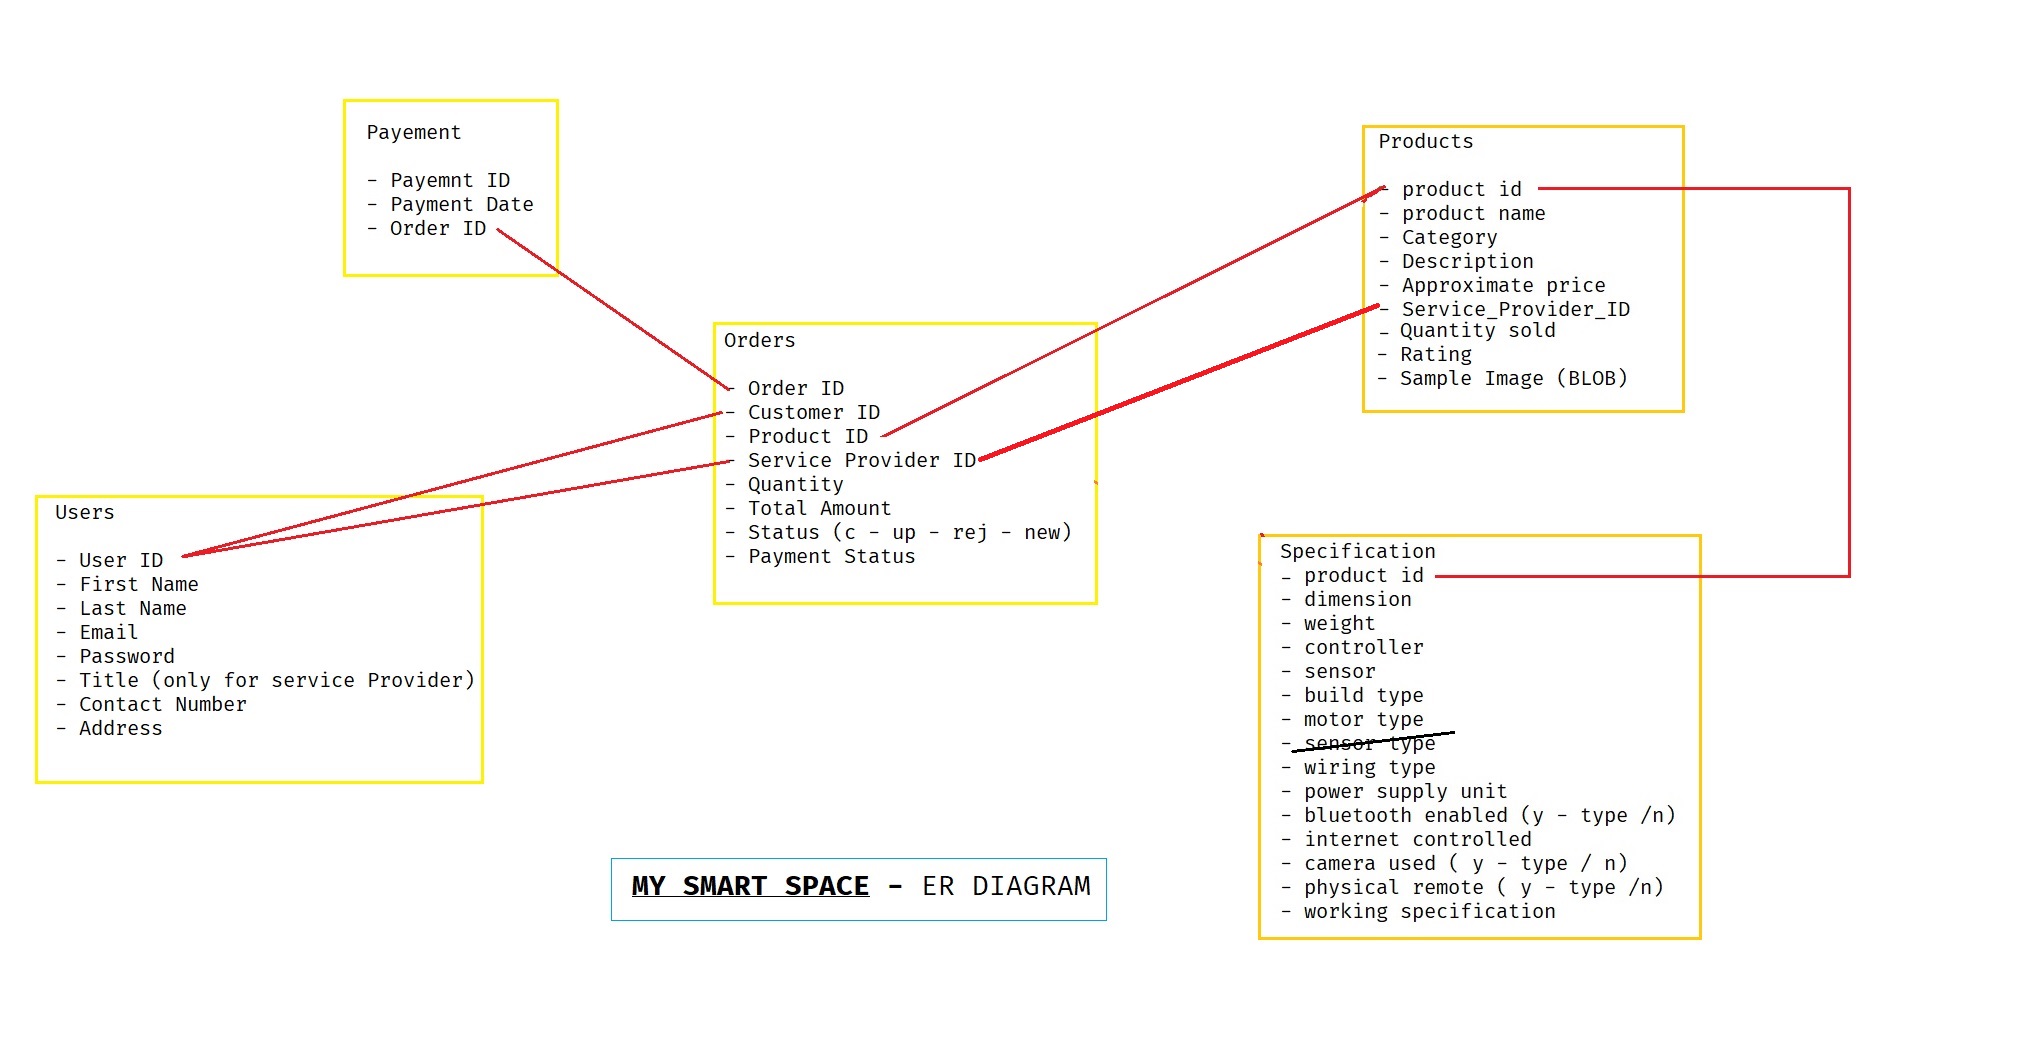 Payement
- Payemnt ID
- Payment Date
- Order ID
Products
- product id
- product name
- Category
- Description
- Approximate price
- Service_Provider_ID
- Quantity sold
- Rating
- Sample Image (BLOB)
Orders
- Order ID
- Customer ID
- Product ID
- Service Provider ID
- Quantity
- Total Amount
- Status (c - up - rej - new)
- Payment Status
Users
- User ID
- First Name
- Last Name
- Email
- Password
- Title (only for service Provider)
- Contact Number
- Address
Specification
- product id
- dimension
- weight
- controller
- sensor
- build type
- motor type
- sensor type
- wiring type
- power supply unit
- bluetooth enabled (y - type /n)
- internet controlled
- camera used ( y - type / n)
- physical remote ( y - type /n)
- working specification
MY SMART SPACE - ER DIAGRAM